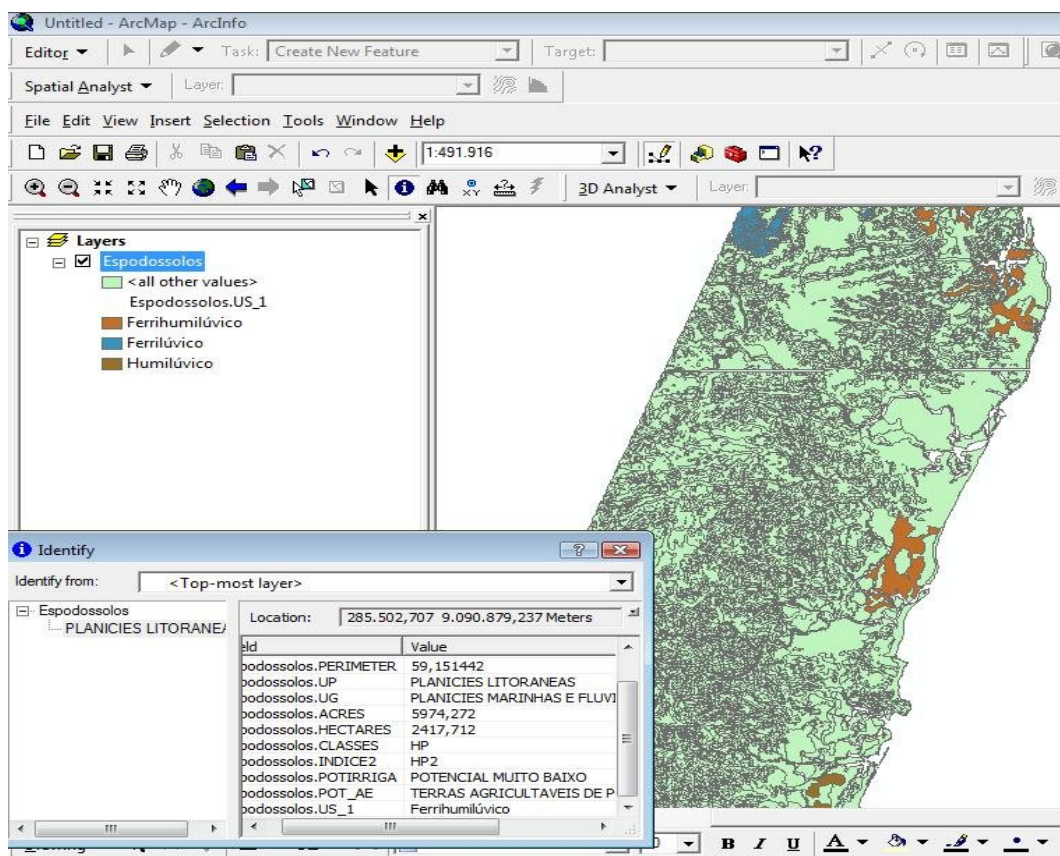 Untitled - ArcMap - ArcInfo
Editor Task: Create New Feature Target:
Spatial Analyst Layer:
File Edit View Insert Selection Tools Window Help
1:491.916
3D Analyst Layer:
Layers
Espodossolos
<all other values>
Espodossolos.US_1
Ferrihumilúvico
Ferrilúvico
Humilúvico
Identify
Identify from: <Top-most layer>
Espodossolos
PLANICIES LITORANEA
Location: 285.502,707 9.090.879,237 Meters
eld Value
podossolos.PERIMETER 59,151442
podossolos.UP PLANICIES LITORANEAS
podossolos.UG PLANICIES MARINHAS E FLUVI
podossolos.ACRES 5974,272
podossolos.HECTARES 2417,712
podossolos.CLASSES HP
podossolos.INDICE2 HP2
podossolos.POTIRRIGA POTENCIAL MUITO BAIXO
podossolos.POT_AE TERRAS AGRICULTAVEIS DE P
podossolos.US_1 Ferrihumilúvico
B I U A